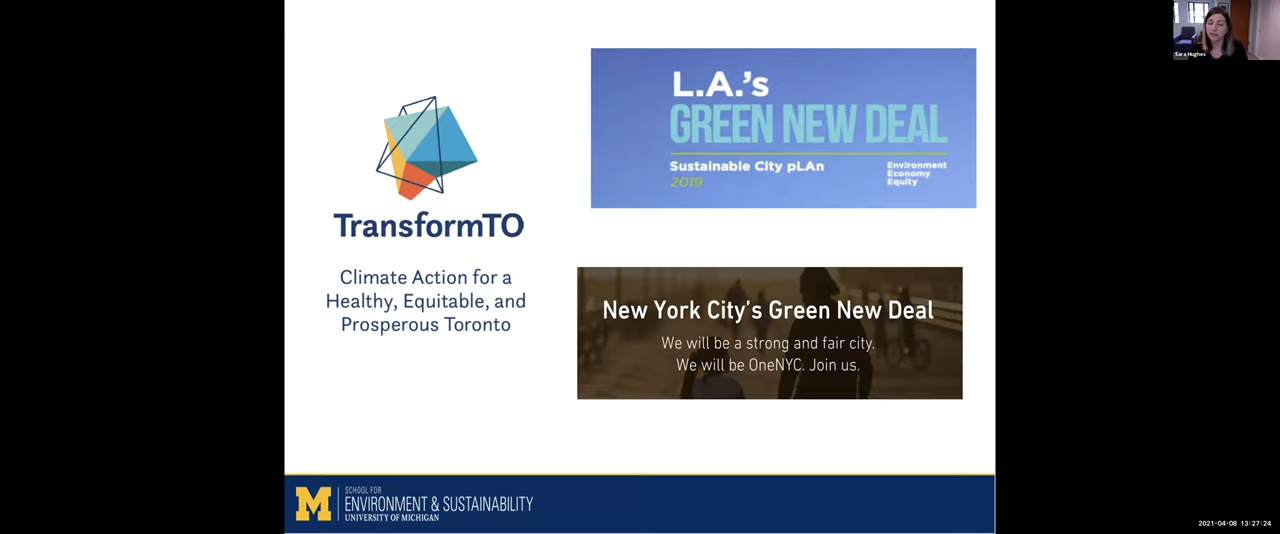 TransformTO
Climate Action for a
Healthy, Equitable, and
Prosperous Toronto
L.A.'s
GREEN NEW DEAL
Sustainable City pLAn
2019
Environment
Economy
Equity
New York City's Green New Deal
We will be a strong and fair city.
We will be OneNYC. Join us.
M
SCHOOL FOR
ENVIRONMENT & SUSTAINABILITY
UNIVERSITY OF MICHIGAN
Sara Hughes
2021-04-08 13:27:24